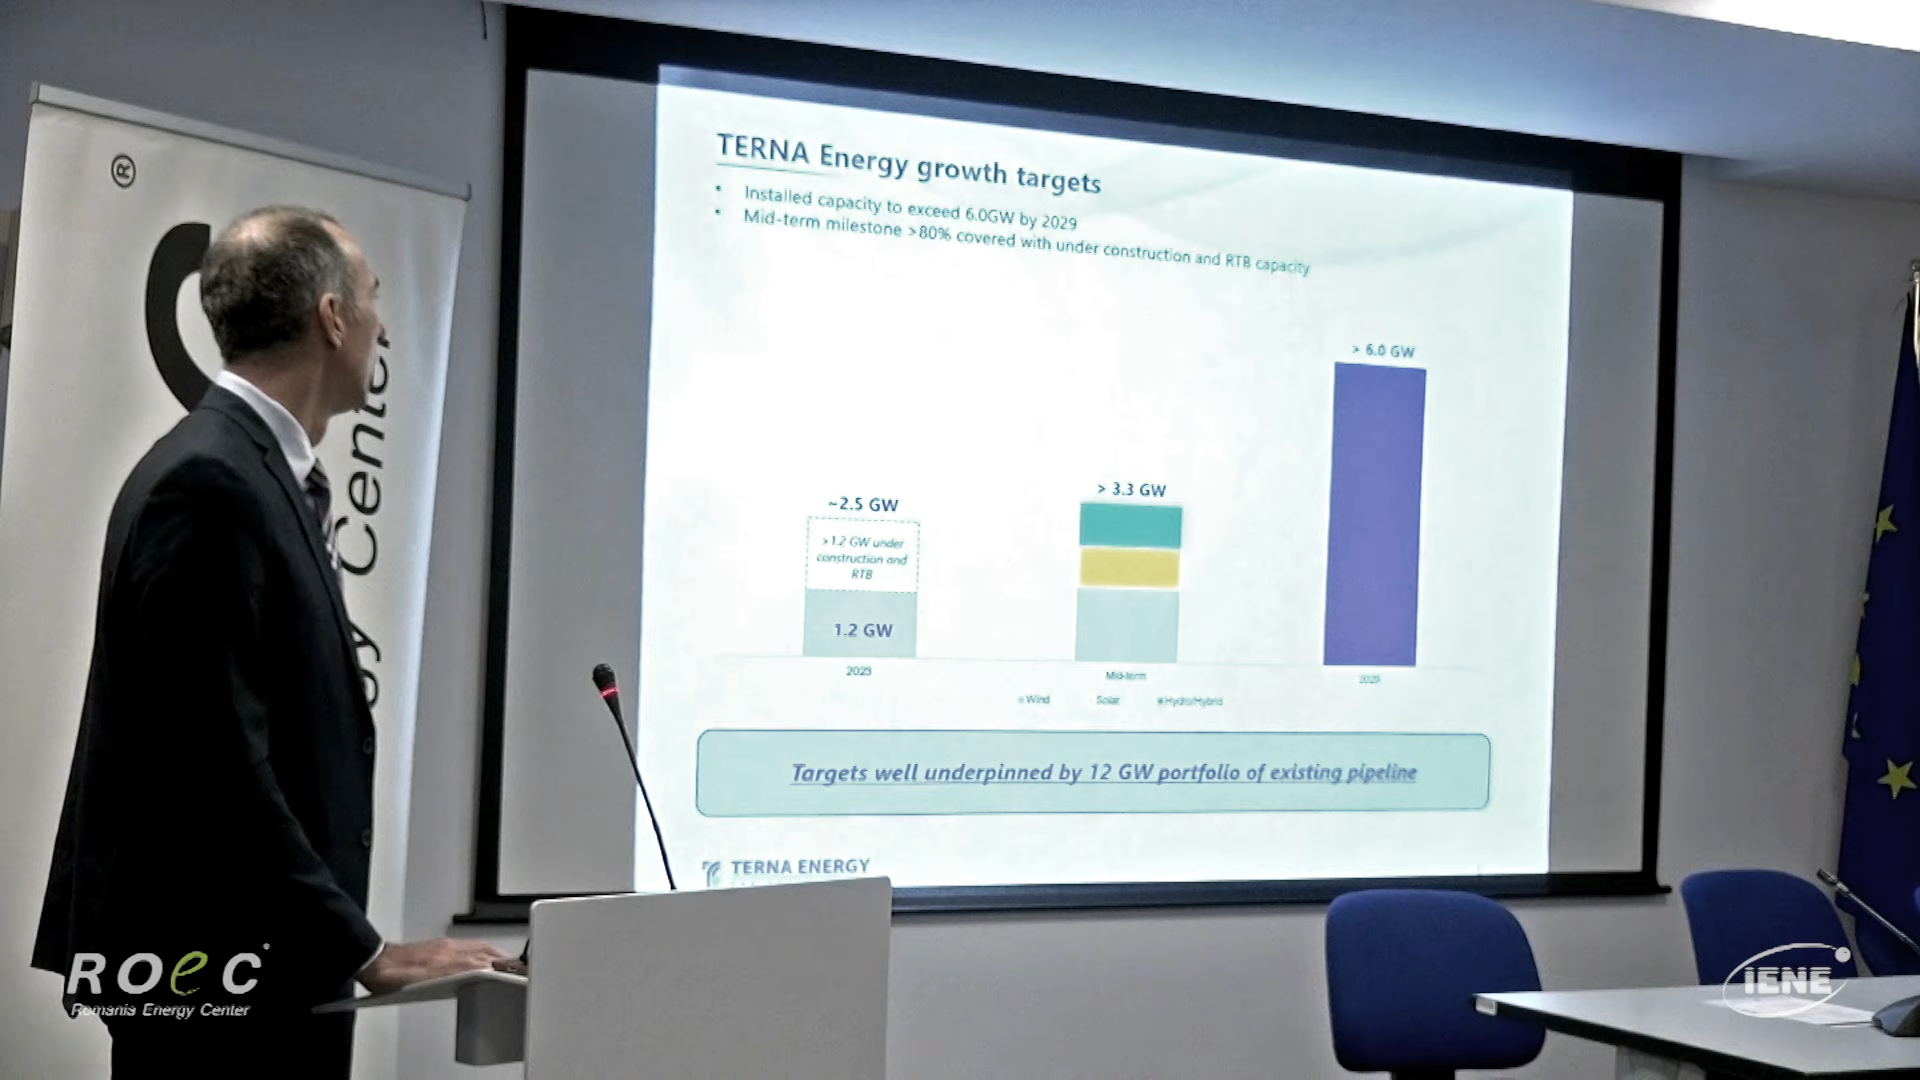 ®
y Center
TERNA Energy growth targets
• Installed capacity to exceed 6.0GW by 2029
• Mid-term milestone >80% covered with under construction and RTB capacity
~2.5 GW
>1.2 GW under
construction and
RTB
1.2 GW
> 3.3 GW
> 6.0 GW
2023
Mid-term
2029
Wind Solar Hydro/Hybrid
Targets well underpinned by 12 GW portfolio of existing pipeline
TERNA ENERGY
ROeC
Romania Energy Center
IENE